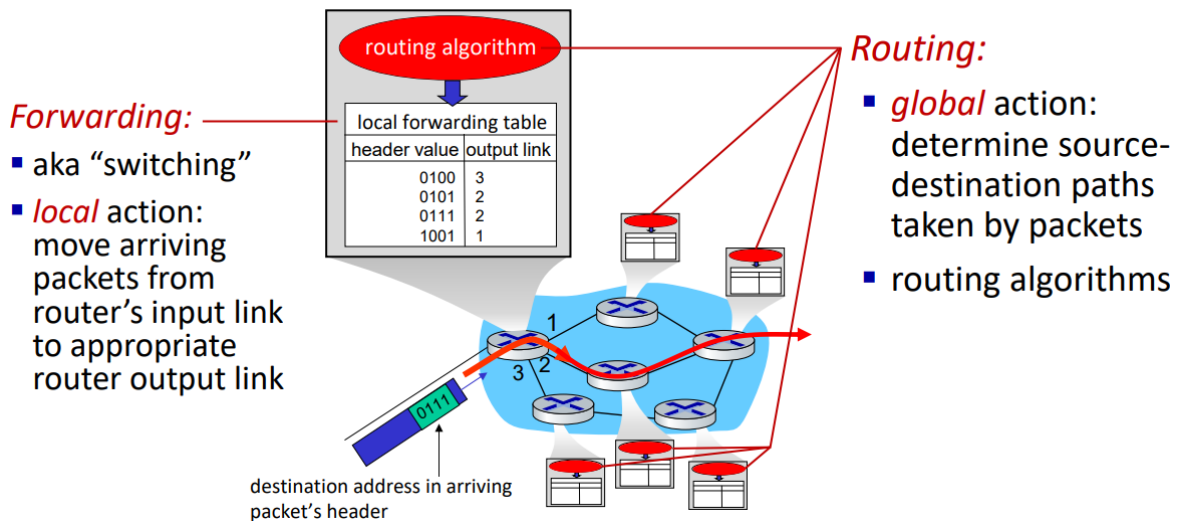 routing algorithm
local forwarding table
header value output link
0100 3
0101 2
0111 2
1001 1
Forwarding:
aka “switching”
local action:
move arriving
packets from
router’s input link
to appropriate
router output link
Routing:
global action:
determine source-
destination paths
taken by packets
routing algorithms
1
2
3
0111
destination address in arriving
packet’s header